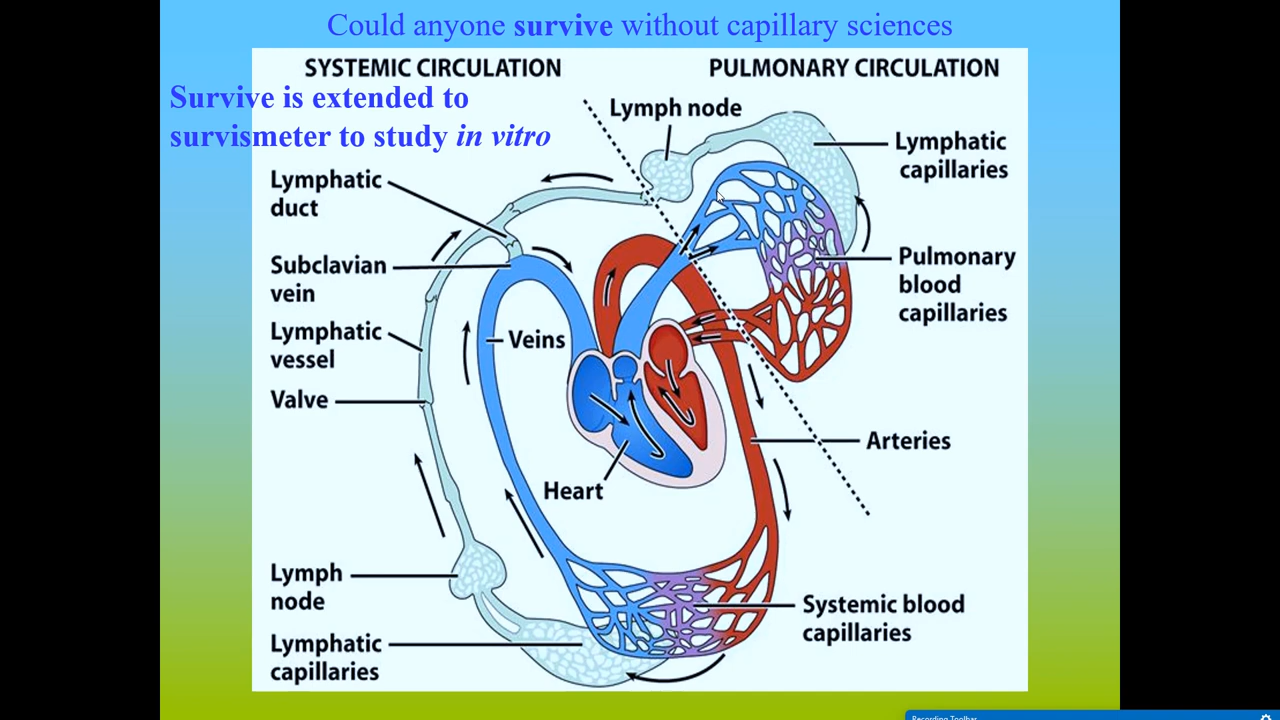 Could anyone survive without capillary sciences
SYSTEMIC CIRCULATION
PULMONARY CIRCULATION
Survive is extended to
survismeter to study in vitro
Lymph node
Lymphatic
capillaries
Lymphatic
duct
Subclavian
vein
Pulmonary
blood
capillaries
Lymphatic
vessel
Veins
Valve
Arteries
Heart
Lymph
node
Systemic blood
capillaries
Lymphatic
capillaries
Recording Toolbar